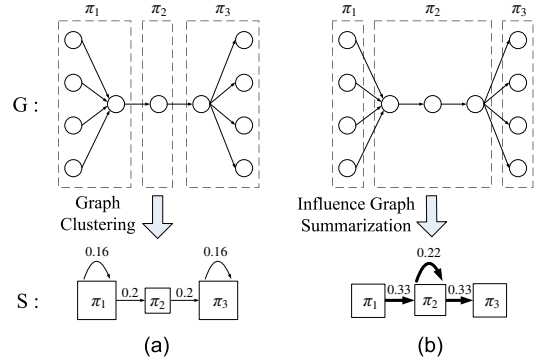 π1 π2 π3
π1 π2 π3
G :
Graph
Clustering
Influence Graph
Summarization
0.16 0.16
0.22
S :
π1 0.2 π2 0.2 π3
π1 0.33 π2 0.33 π3
(a)
(b)